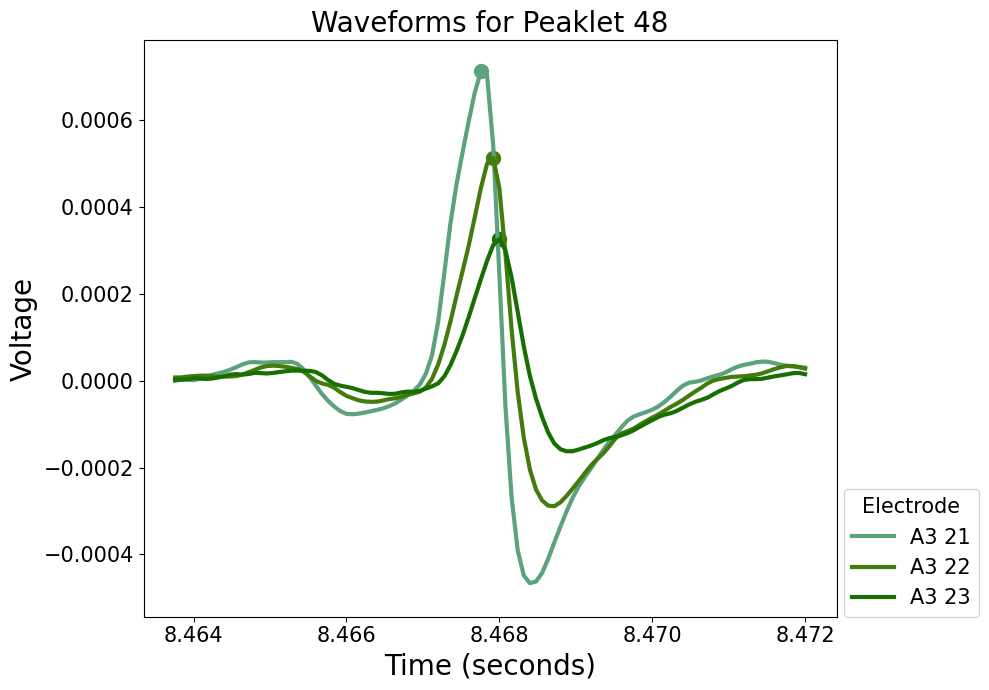 Waveforms for Peaklet 48
0.0006
0.0004
0.0002
0.0000
−0.0002
−0.0004
Voltage
8.464 8.466 8.468 8.470 8.472
Time (seconds)
Electrode
A3 21
A3 22
A3 23